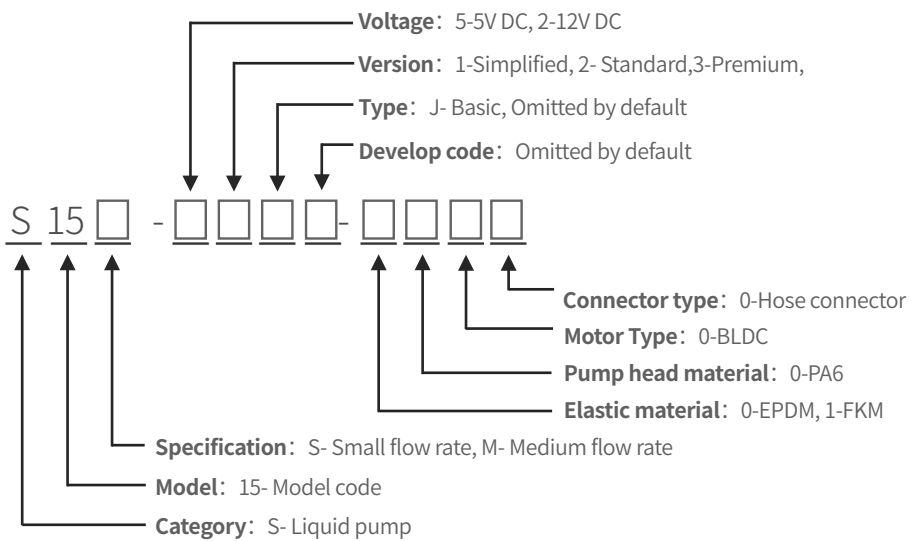 Voltage：5-5V DC, 2-12V DC
Version：1-Simplified, 2- Standard,3-Premium,
Type：J- Basic, Omitted by default
Develop code：Omitted by default
S 15 □ - □ □ □ □ - □ □ □ □
Connector type：0-Hose connector
Motor Type：0-BLDC
Pump head material：0-PA6
Elastic material：0-EPDM, 1-FKM
Specification：S- Small flow rate, M- Medium flow rate
Model：15- Model code
Category：S- Liquid pump